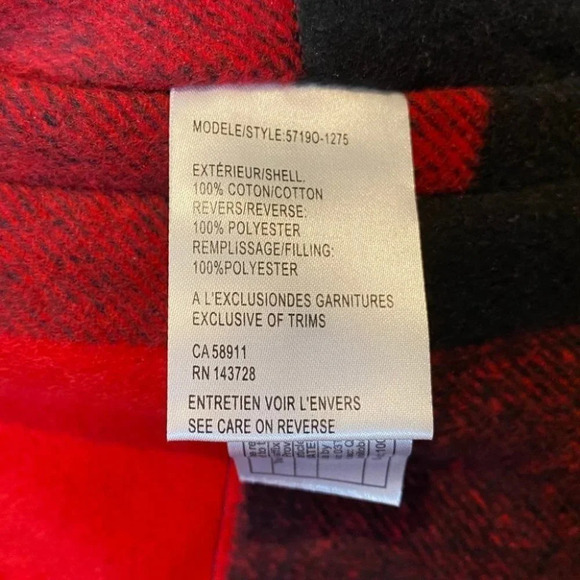 MODELE/STYLE:5719O-1275
EXTÉRIEUR/SHELL.
100% COTON/COTTON
REVERS/REVERSE:
100% POLYESTER
REMPLISSAGE/FILLING:
100%POLYESTER
A L'EXCLUSIONDES GARNITURES
EXCLUSIVE OF TRIMS
CA 58911
RN 143728
ENTRETIEN VOIR L'ENVERS
SEE CARE ON REVERSE